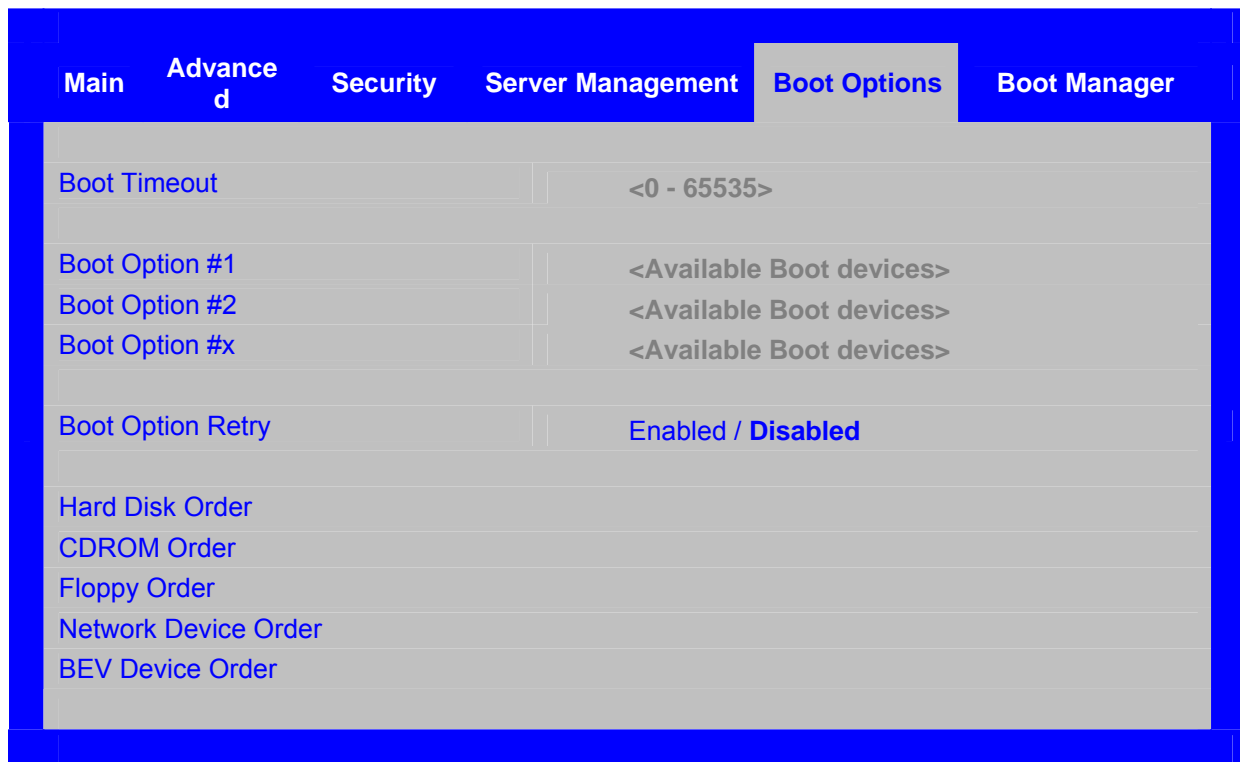 Main Advance
d Security Server Management Boot Options Boot Manager
Boot Timeout <0 - 65535>
Boot Option #1 <Available Boot devices>
Boot Option #2 <Available Boot devices>
Boot Option #x <Available Boot devices>
Boot Option Retry Enabled / Disabled
Hard Disk Order
CDROM Order
Floppy Order
Network Device Order
BEV Device Order